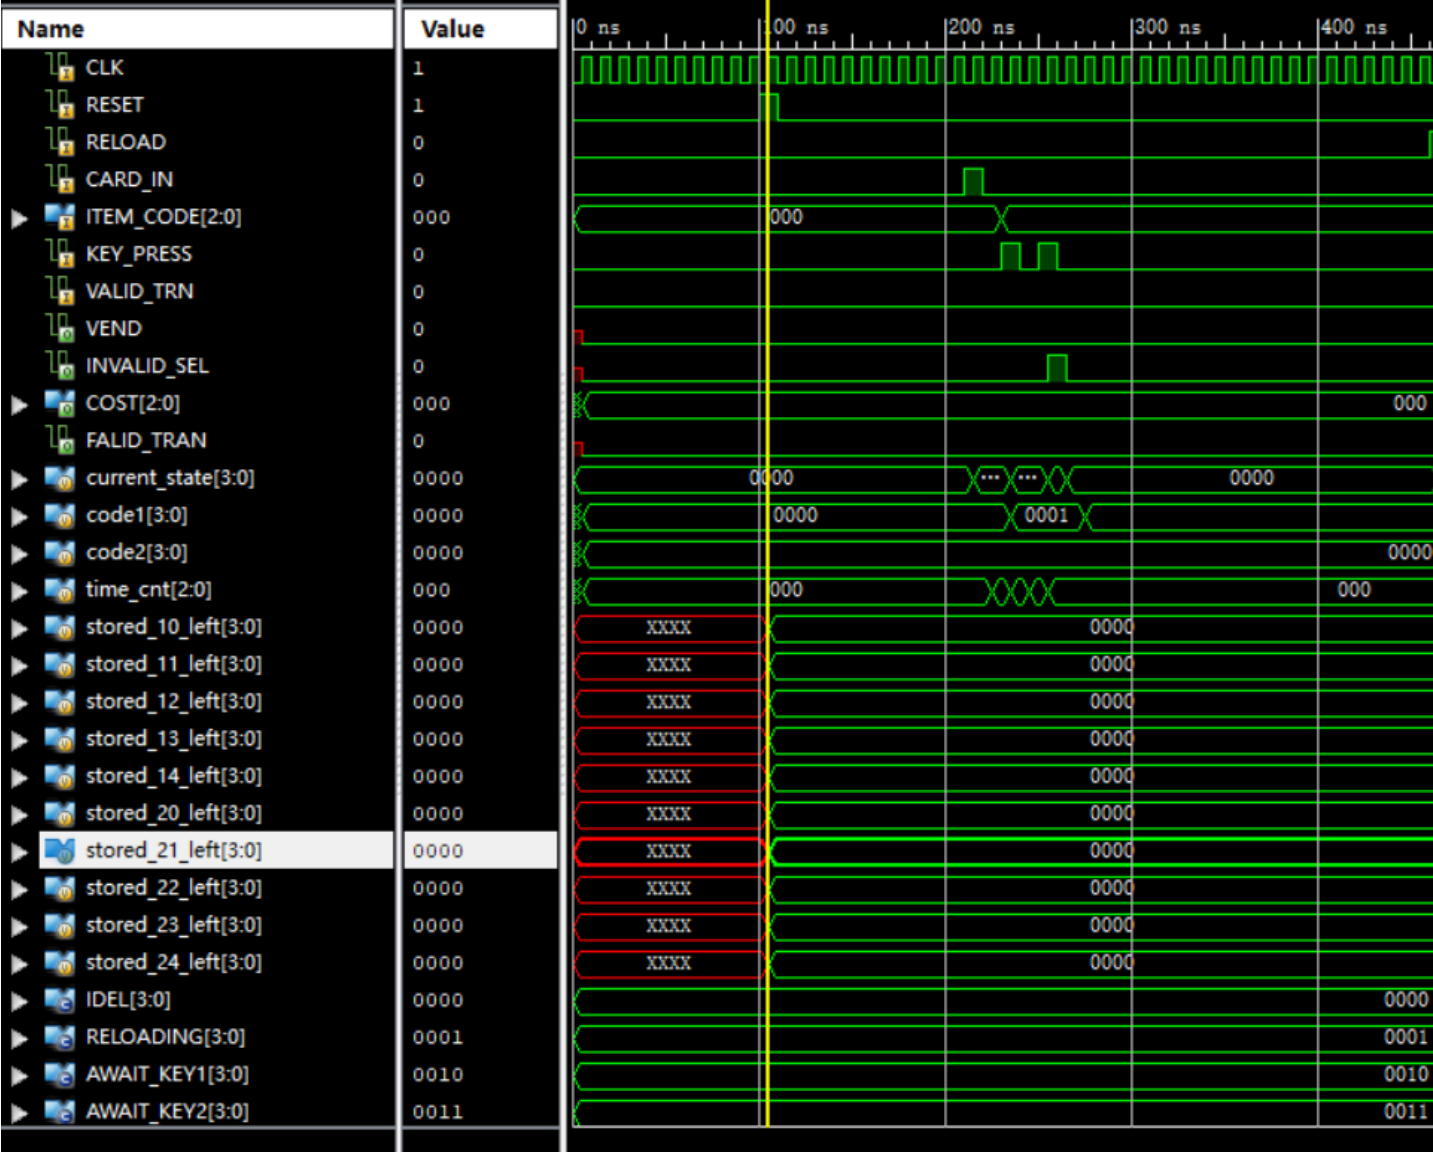 Name Value 0 ns 100 ns 200 ns 300 ns 400 ns
CLK 1
RESET 1
RELOAD 0
CARD_IN 0
ITEM_CODE[2:0] 000 000
KEY_PRESS 0
VALID_TRN 0
VEND 0
INVALID_SEL 0
COST[2:0] 000 000
FALID_TRAN 0
current_state[3:0] 0000 0000 ... ... 0000
code1[3:0] 0000 0000 0001
code2[3:0] 0000 0000
time_cnt[2:0] 000 000 000
stored_10_left[3:0] 0000 XXXX 0000
stored_11_left[3:0] 0000 XXXX 0000
stored_12_left[3:0] 0000 XXXX 0000
stored_13_left[3:0] 0000 XXXX 0000
stored_14_left[3:0] 0000 XXXX 0000
stored_20_left[3:0] 0000 XXXX 0000
stored_21_left[3:0] 0000 XXXX 0000
stored_22_left[3:0] 0000 XXXX 0000
stored_23_left[3:0] 0000 XXXX 0000
stored_24_left[3:0] 0000 XXXX 0000
IDEL[3:0] 0000 0000
RELOADING[3:0] 0001 0001
AWAIT_KEY1[3:0] 0010 0010
AWAIT_KEY2[3:0] 0011 0011